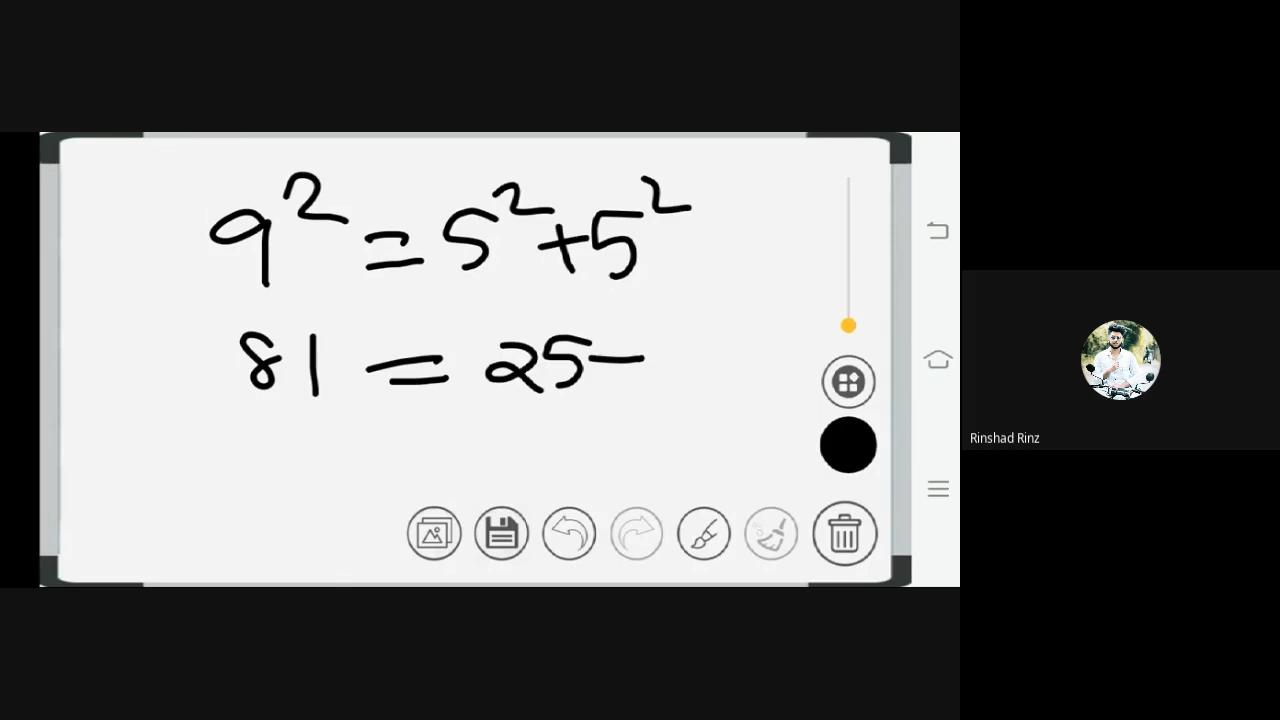 9² = 5² + 5²
81 = 25 –
Rinshad Rinz